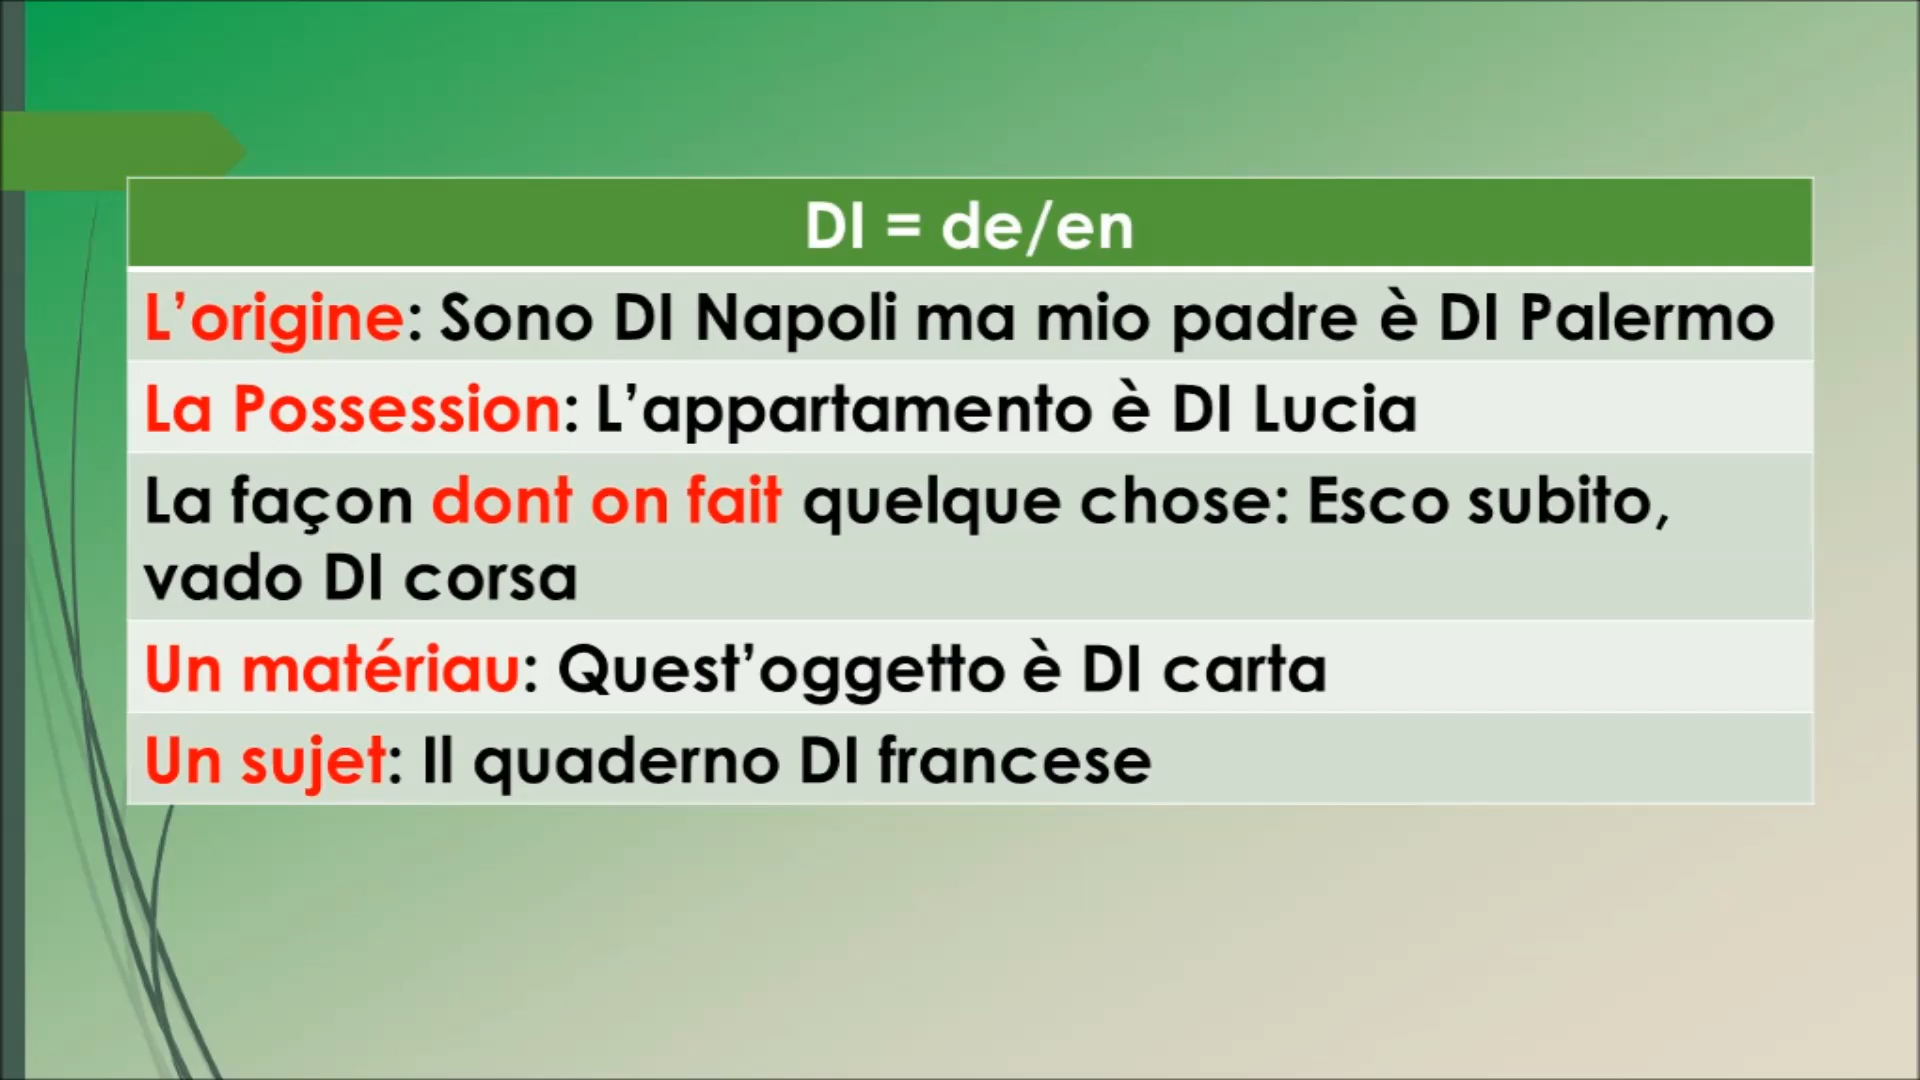 DI = de/en
L’origine: Sono DI Napoli ma mio padre è DI Palermo
La Possession: L’appartamento è DI Lucia
La façon dont on fait quelque chose: Esco subito,
vado DI corsa
Un matériau: Quest’oggetto è DI carta
Un sujet: Il quaderno DI francese